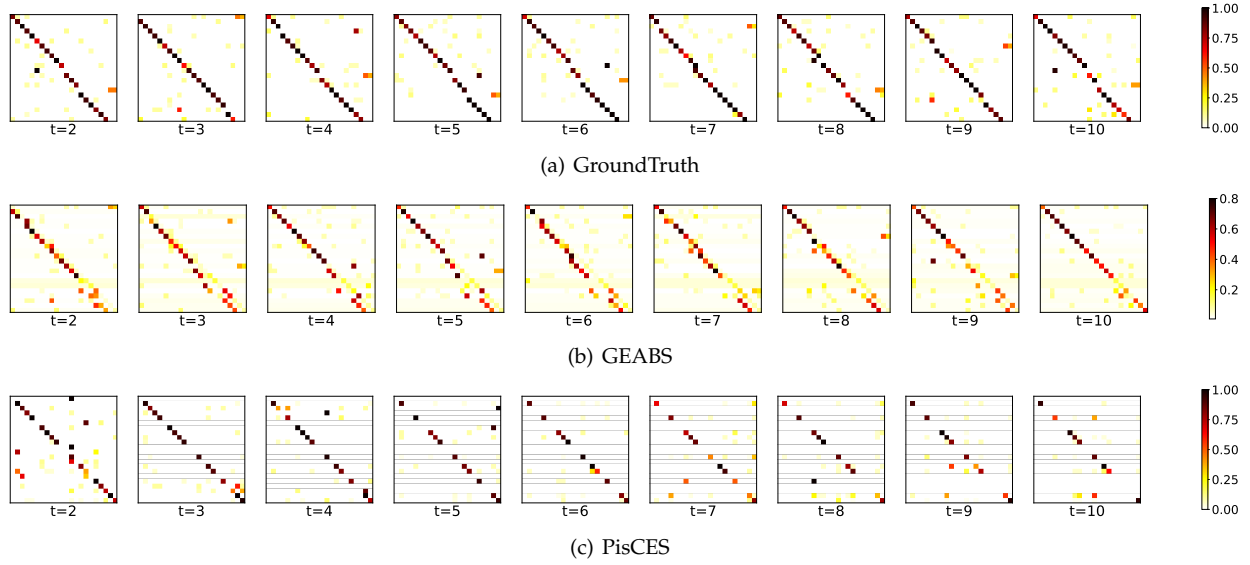 t=2 t=3 t=4 t=5 t=6 t=7 t=8 t=9 t=10
1.00
0.75
0.50
0.25
0.00
(a) GroundTruth
t=2 t=3 t=4 t=5 t=6 t=7 t=8 t=9 t=10
0.8
0.6
0.4
0.2
(b) GEABS
t=2 t=3 t=4 t=5 t=6 t=7 t=8 t=9 t=10
1.00
0.75
0.50
0.25
0.00
(c) PisCES